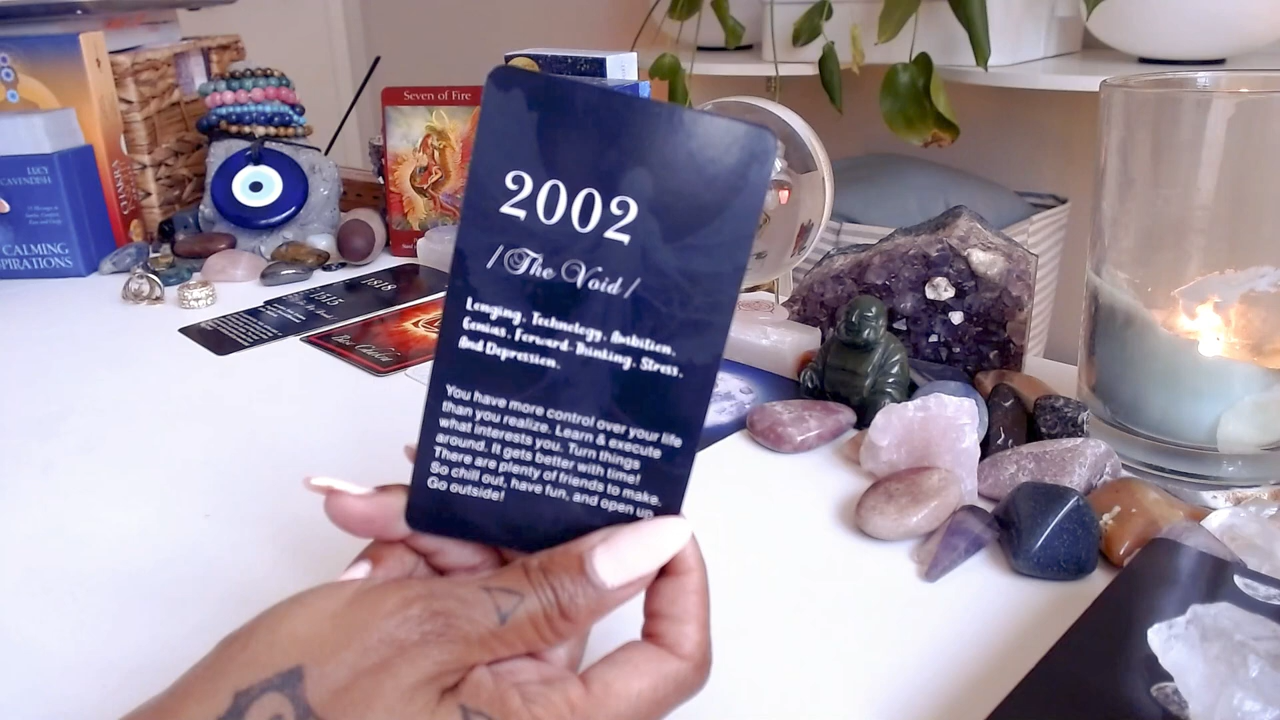 LUCY
CAVENDISH
CALMING
Seven of Fire
2002
/The Void/
Longing, Technology, Ambition,
Genius, Forward-Thinking, Stress,
And Depression.
You have more control over your life
than you realize. Learn & execute
what interests you. Turn things
around. It gets better with time!
There are plenty of friends to make.
So chill out, have fun, and open up.
Go outside!
1818
1515